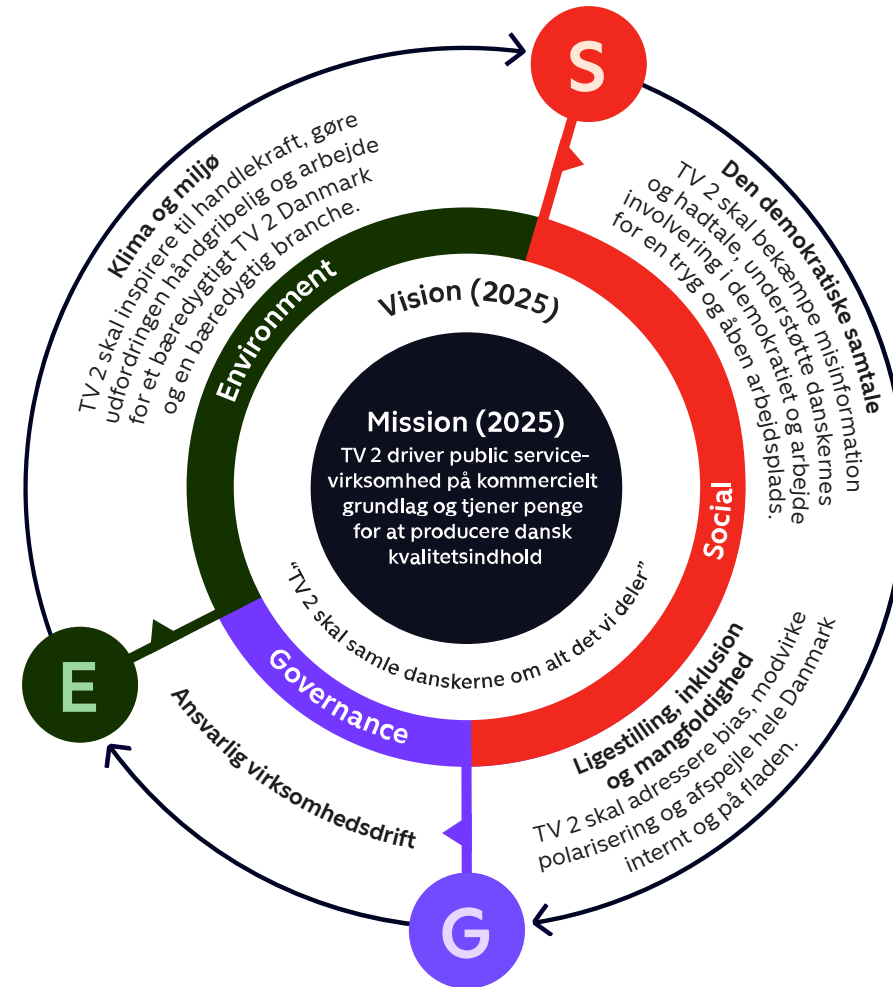 S
Klima og miljø
TV 2 skal inspirere til handlekraft, gøre
udfordringen håndgribelig og arbejde
for et bæredygtigt TV 2 Danmark
og en bæredygtig branche.
Den demokratiske samtale
TV 2 skal bekæmpe misinformation
og hadtale, understøtte danskernes
involvering i demokratiet og arbejde
for en tryg og åben arbejdsplads.
Environment
Vision (2025)
Mission (2025)
TV 2 driver public service-
virksomhed på kommercielt
grundlag og tjener penge
for at producere dansk
kvalitetsindhold
Social
“TV 2 skal samle danskerne om alt det vi deler”
Governance
E
Ansvarlig virksomhedsdrift
Ligestilling, inklusion
og mangfoldighed
TV 2 skal adressere bias, modvirke
polarisering og afspejle hele Danmark
internt og på fladen.
G